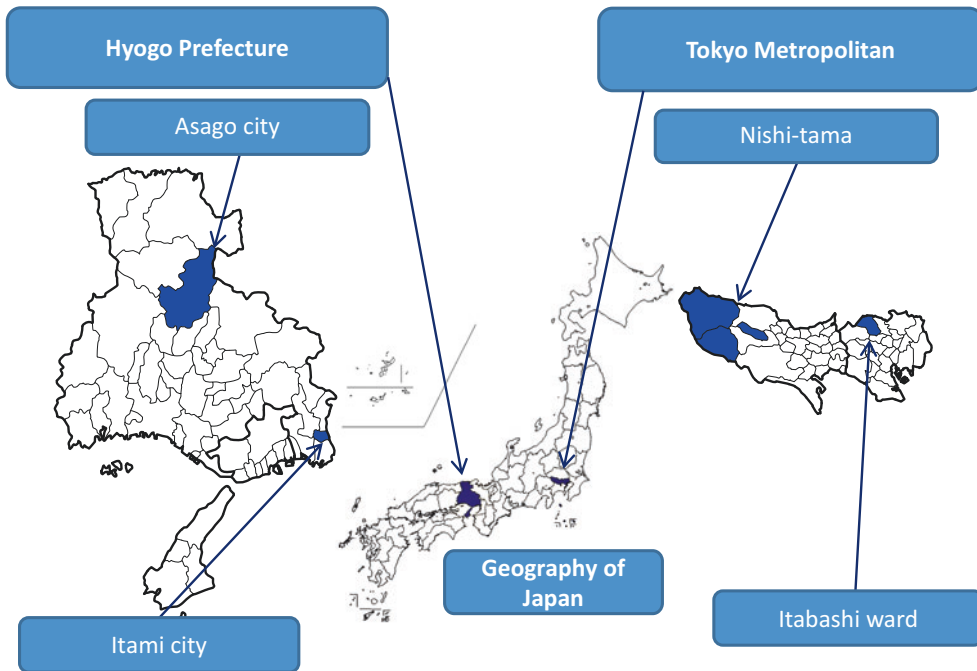 Hyogo Prefecture
Tokyo Metropolitan
Asago city
Nishi-tama
Geography of
Japan
Itami city
Itabashi ward